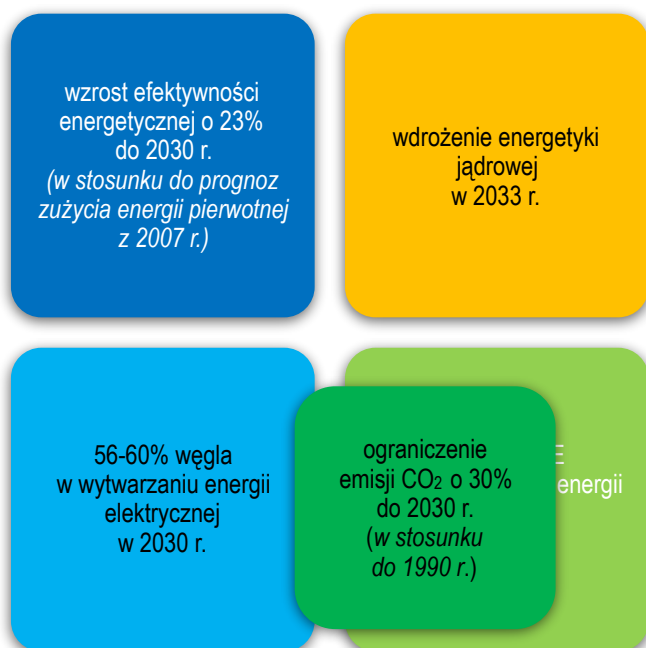 wzrost efektywności
energetycznej o 23%
do 2030 r.
(w stosunku do prognoz
zużycia energii pierwotnej
z 2007 r.)
wdrożenie energetyki
jądrowej
w 2033 r.
56-60% węgla
w wytwarzaniu energii
elektrycznej
w 2030 r.
ograniczenie
emisji CO2 o 30%
do 2030 r.
(w stosunku
do 1990 r.)
energii